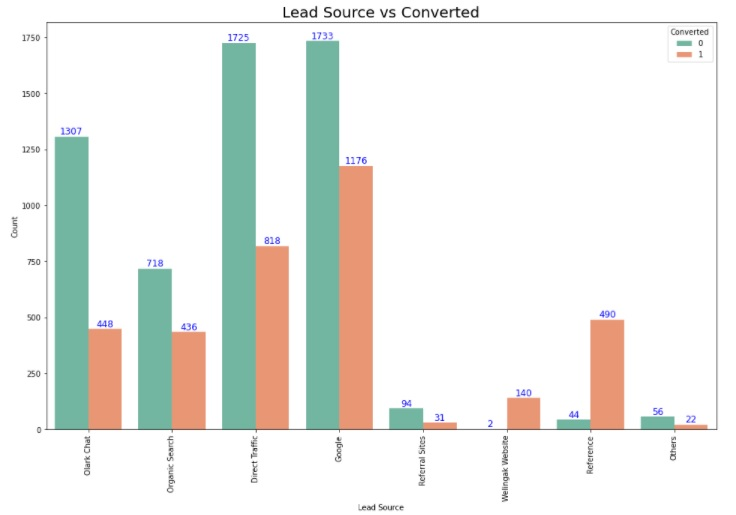 Lead Source vs Converted
Converted
0
1
1750
1500
1250
1000
750
500
250
0
Count
1307
448
718
436
1725
818
1733
1176
94
31
2
140
44
490
56
22
Olark Chat
Organic Search
Direct Traffic
Google
Referral Sites
Welingak Website
Reference
Others
Lead Source